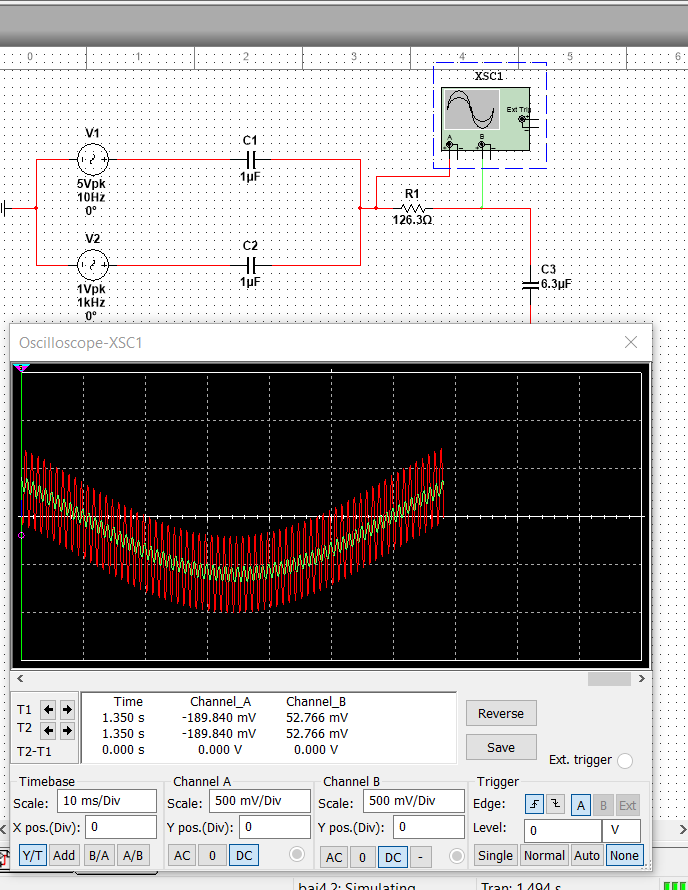 0 1 2 3 4 5 6
XSC1
Ext Trig
A B
V1
5Vpk
10Hz
0°
C1
1µF
R1
126.3Ω
V2
1Vpk
1kHz
0°
C2
1µF
C3
6.3µF
Oscilloscope-XSC1
Time Channel_A Channel_B
T1 1.350 s -189.840 mV 52.766 mV
T2 1.350 s -189.840 mV 52.766 mV
T2-T1 0.000 s 0.000 V 0.000 V
Reverse
Save
Ext. trigger
Timebase
Scale: 10 ms/Div
X pos.(Div): 0
Y/T Add B/A A/B
Channel A
Scale: 500 mV/Div
Y pos.(Div): 0
AC 0 DC
Channel B
Scale: 500 mV/Div
Y pos.(Div): 0
AC 0 DC -
Trigger
Edge: A B Ext
Level: 0 V
Single Normal Auto None
bai4.2: Simulating... Tran: 1.494 s